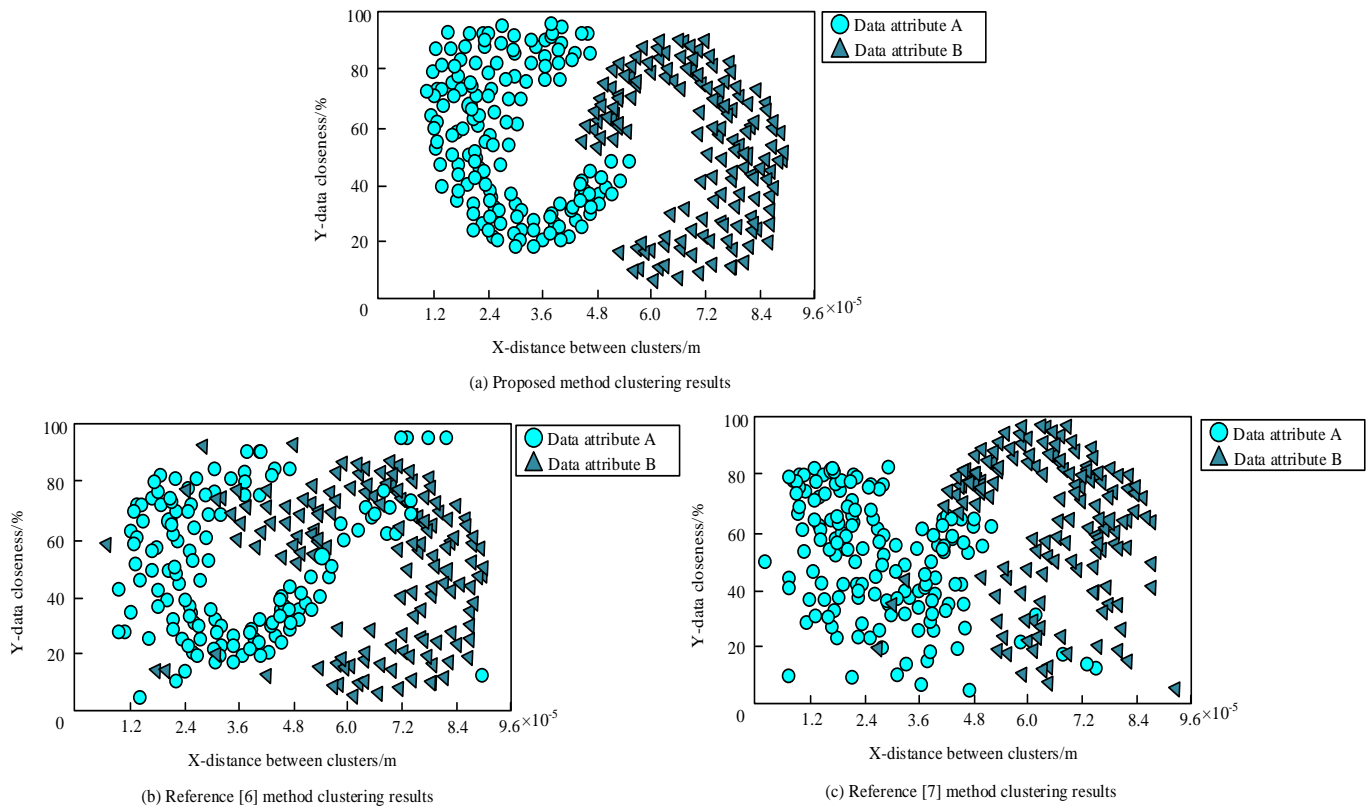 100
80
60
40
20
0
Y-data closeness/%
1.2 2.4 3.6 4.8 6.0 7.2 8.4 9.6 ×10-5
X-distance between clusters/m
Data attribute A
Data attribute B
(a) Proposed method clustering results
100
80
60
40
20
0
Y-data closeness/%
1.2 2.4 3.6 4.8 6.0 7.2 8.4 9.6 ×10-5
X-distance between clusters/m
Data attribute A
Data attribute B
(b) Reference [6] method clustering results
100
80
60
40
20
0
Y-data closeness/%
1.2 2.4 3.6 4.8 6.0 7.2 8.4 9.6 ×10-5
X-distance between clusters/m
Data attribute A
Data attribute B
(c) Reference [7] method clustering results